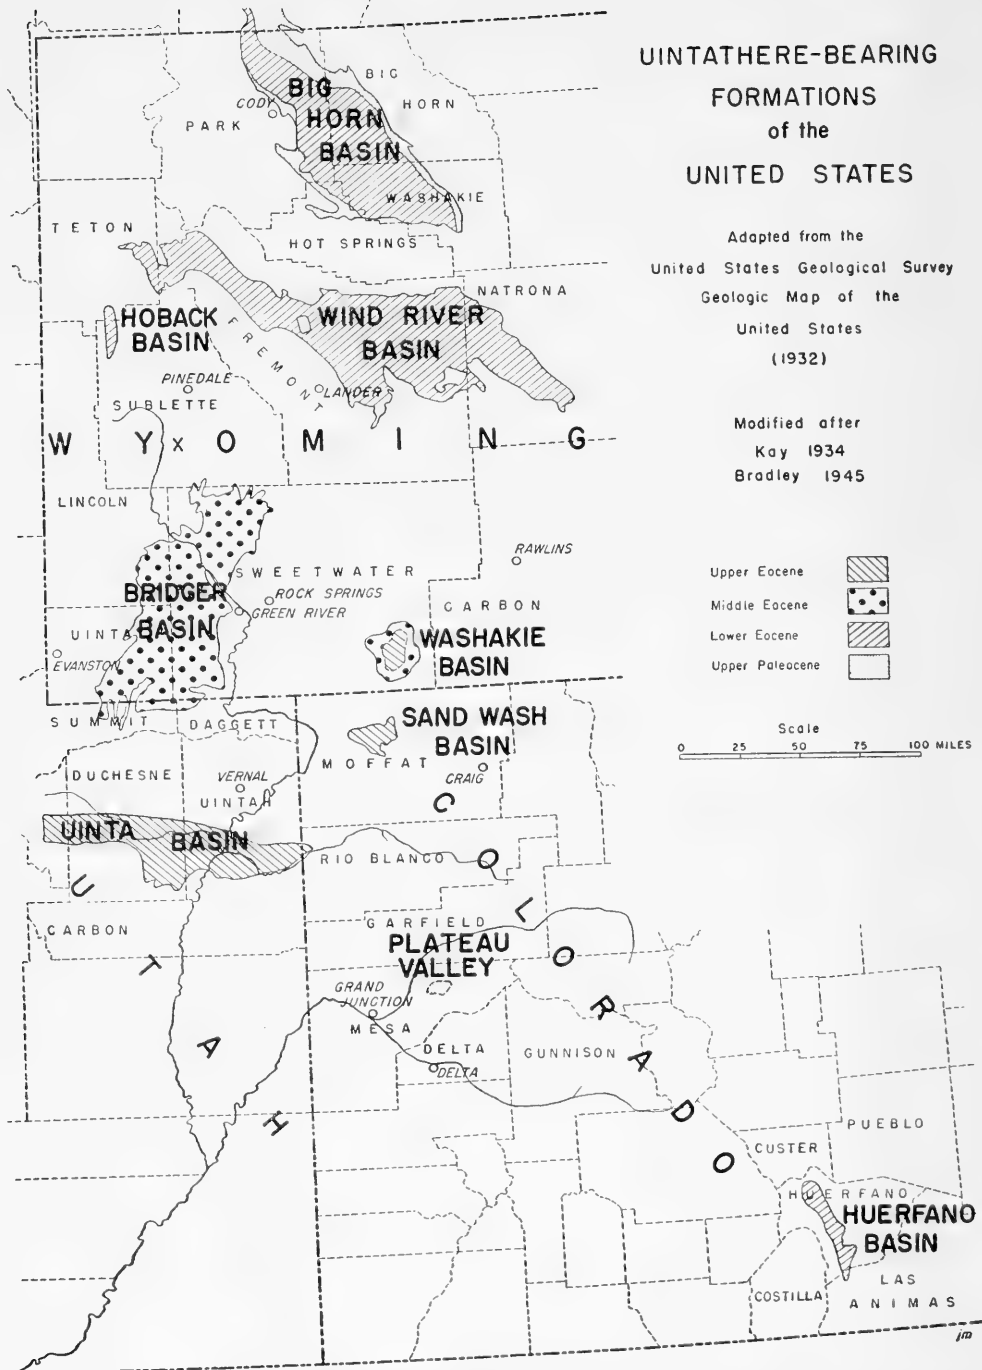 UINTATHERE-BEARING
FORMATIONS
of the
UNITED STATES
Adapted from the
United States Geological Survey
Geologic Map of the
United States
(1932)
Modified after
Kay 1934
Bradley 1945
Upper Eocene
Middle Eocene
Lower Eocene
Upper Paleocene
Scale
0 25 50 75 100 MILES
BIG
HORN
BASIN
BIG
HORN
CODY
PARK
WASHAKIE
TETON
HOT SPRINGS
NATRONA
HOBACK
BASIN
FREMONT
WIND RIVER
BASIN
PINEDALE
LANDER
SUBLETTE
WYOMING
X
LINCOLN
RAWLINS
SWEETWATER
BRIDGER
BASIN
ROCK SPRINGS
GREEN RIVER
CARBON
UINTA
EVANSTON
WASHAKIE
BASIN
SUMMIT
DAGGETT
SAND WASH
BASIN
MOFFAT
CRAIG
DUCHESNE
VERNAL
UINTAH
UINTA BASIN
RIO BLANCO
COLORADO
UTAH
CARBON
GARFIELD
PLATEAU
VALLEY
GRAND
JUNCTION
MESA
DELTA
DELTA
GUNNISON
PUEBLO
CUSTER
HUERFANO
HUERFANO
BASIN
COSTILLA
LAS
ANIMAS
jm